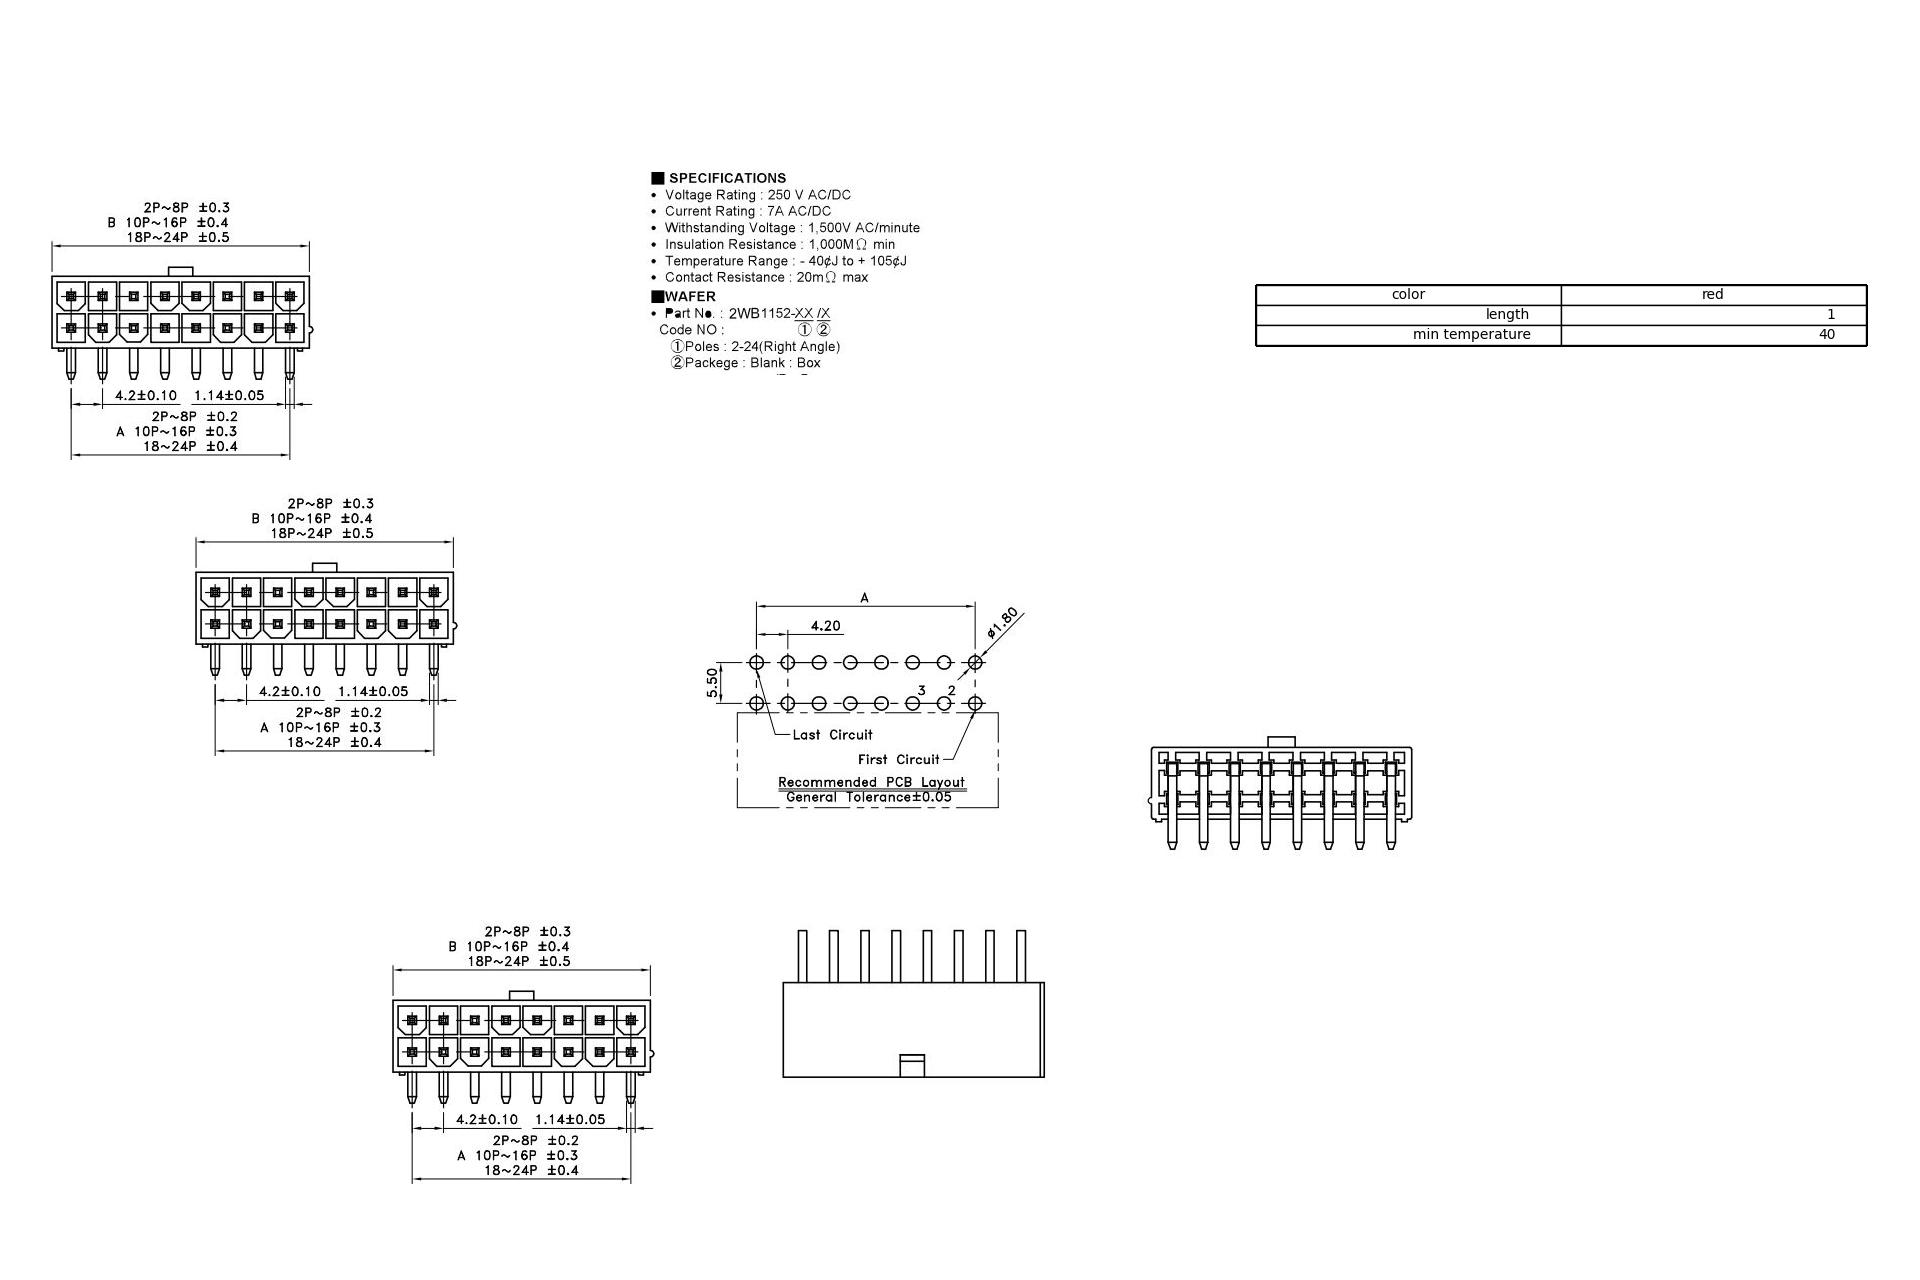 2P~8P ±0.3
B 10P~16P ±0.4
18P~24P ±0.5
4.2±0.10 1.14±0.05
2P~8P ±0.2
A 10P~16P ±0.3
18~24P ±0.4
■ SPECIFICATIONS
• Voltage Rating : 250 V AC/DC
• Current Rating : 7A AC/DC
• Withstanding Voltage : 1,500V AC/minute
• Insulation Resistance : 1,000MΩ min
• Temperature Range : - 40¢J to + 105¢J
• Contact Resistance : 20mΩ max
■WAFER
• Part No. : 2WB1152-XX /X
Code NO : ① ②
①Poles : 2-24(Right Angle)
②Packege : Blank : Box
color red
length 1
min temperature 40
2P~8P ±0.3
B 10P~16P ±0.4
18P~24P ±0.5
4.2±0.10 1.14±0.05
2P~8P ±0.2
A 10P~16P ±0.3
18~24P ±0.4
A
4.20
ø1.80
5.50
3 2
Last Circuit
First Circuit
Recommended PCB Layout
General Tolerance±0.05
2P~8P ±0.3
B 10P~16P ±0.4
18P~24P ±0.5
4.2±0.10 1.14±0.05
2P~8P ±0.2
A 10P~16P ±0.3
18~24P ±0.4